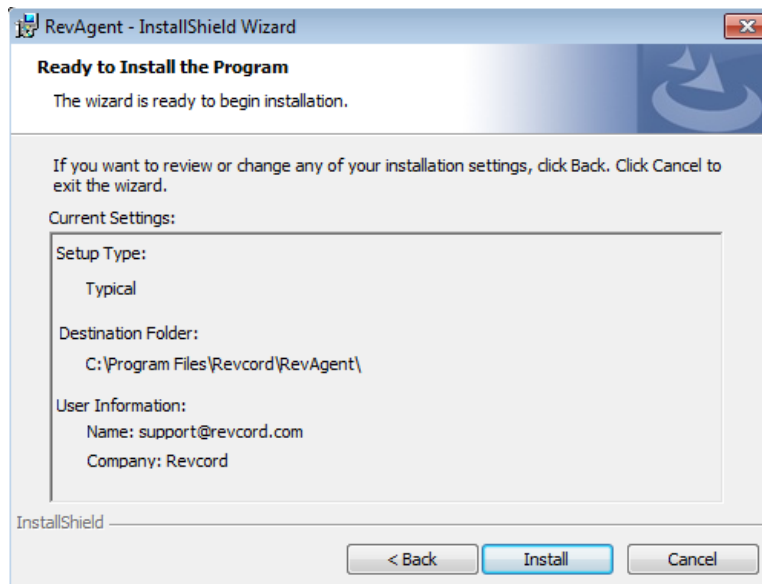 RevAgent - InstallShield Wizard
Ready to Install the Program
The wizard is ready to begin installation.
If you want to review or change any of your installation settings, click Back. Click Cancel to
exit the wizard.
Current Settings:
Setup Type:
Typical
Destination Folder:
C:\Program Files\Revcord\RevAgent\
User Information:
Name: support@revcord.com
Company: Revcord
InstallShield
< Back
Install
Cancel